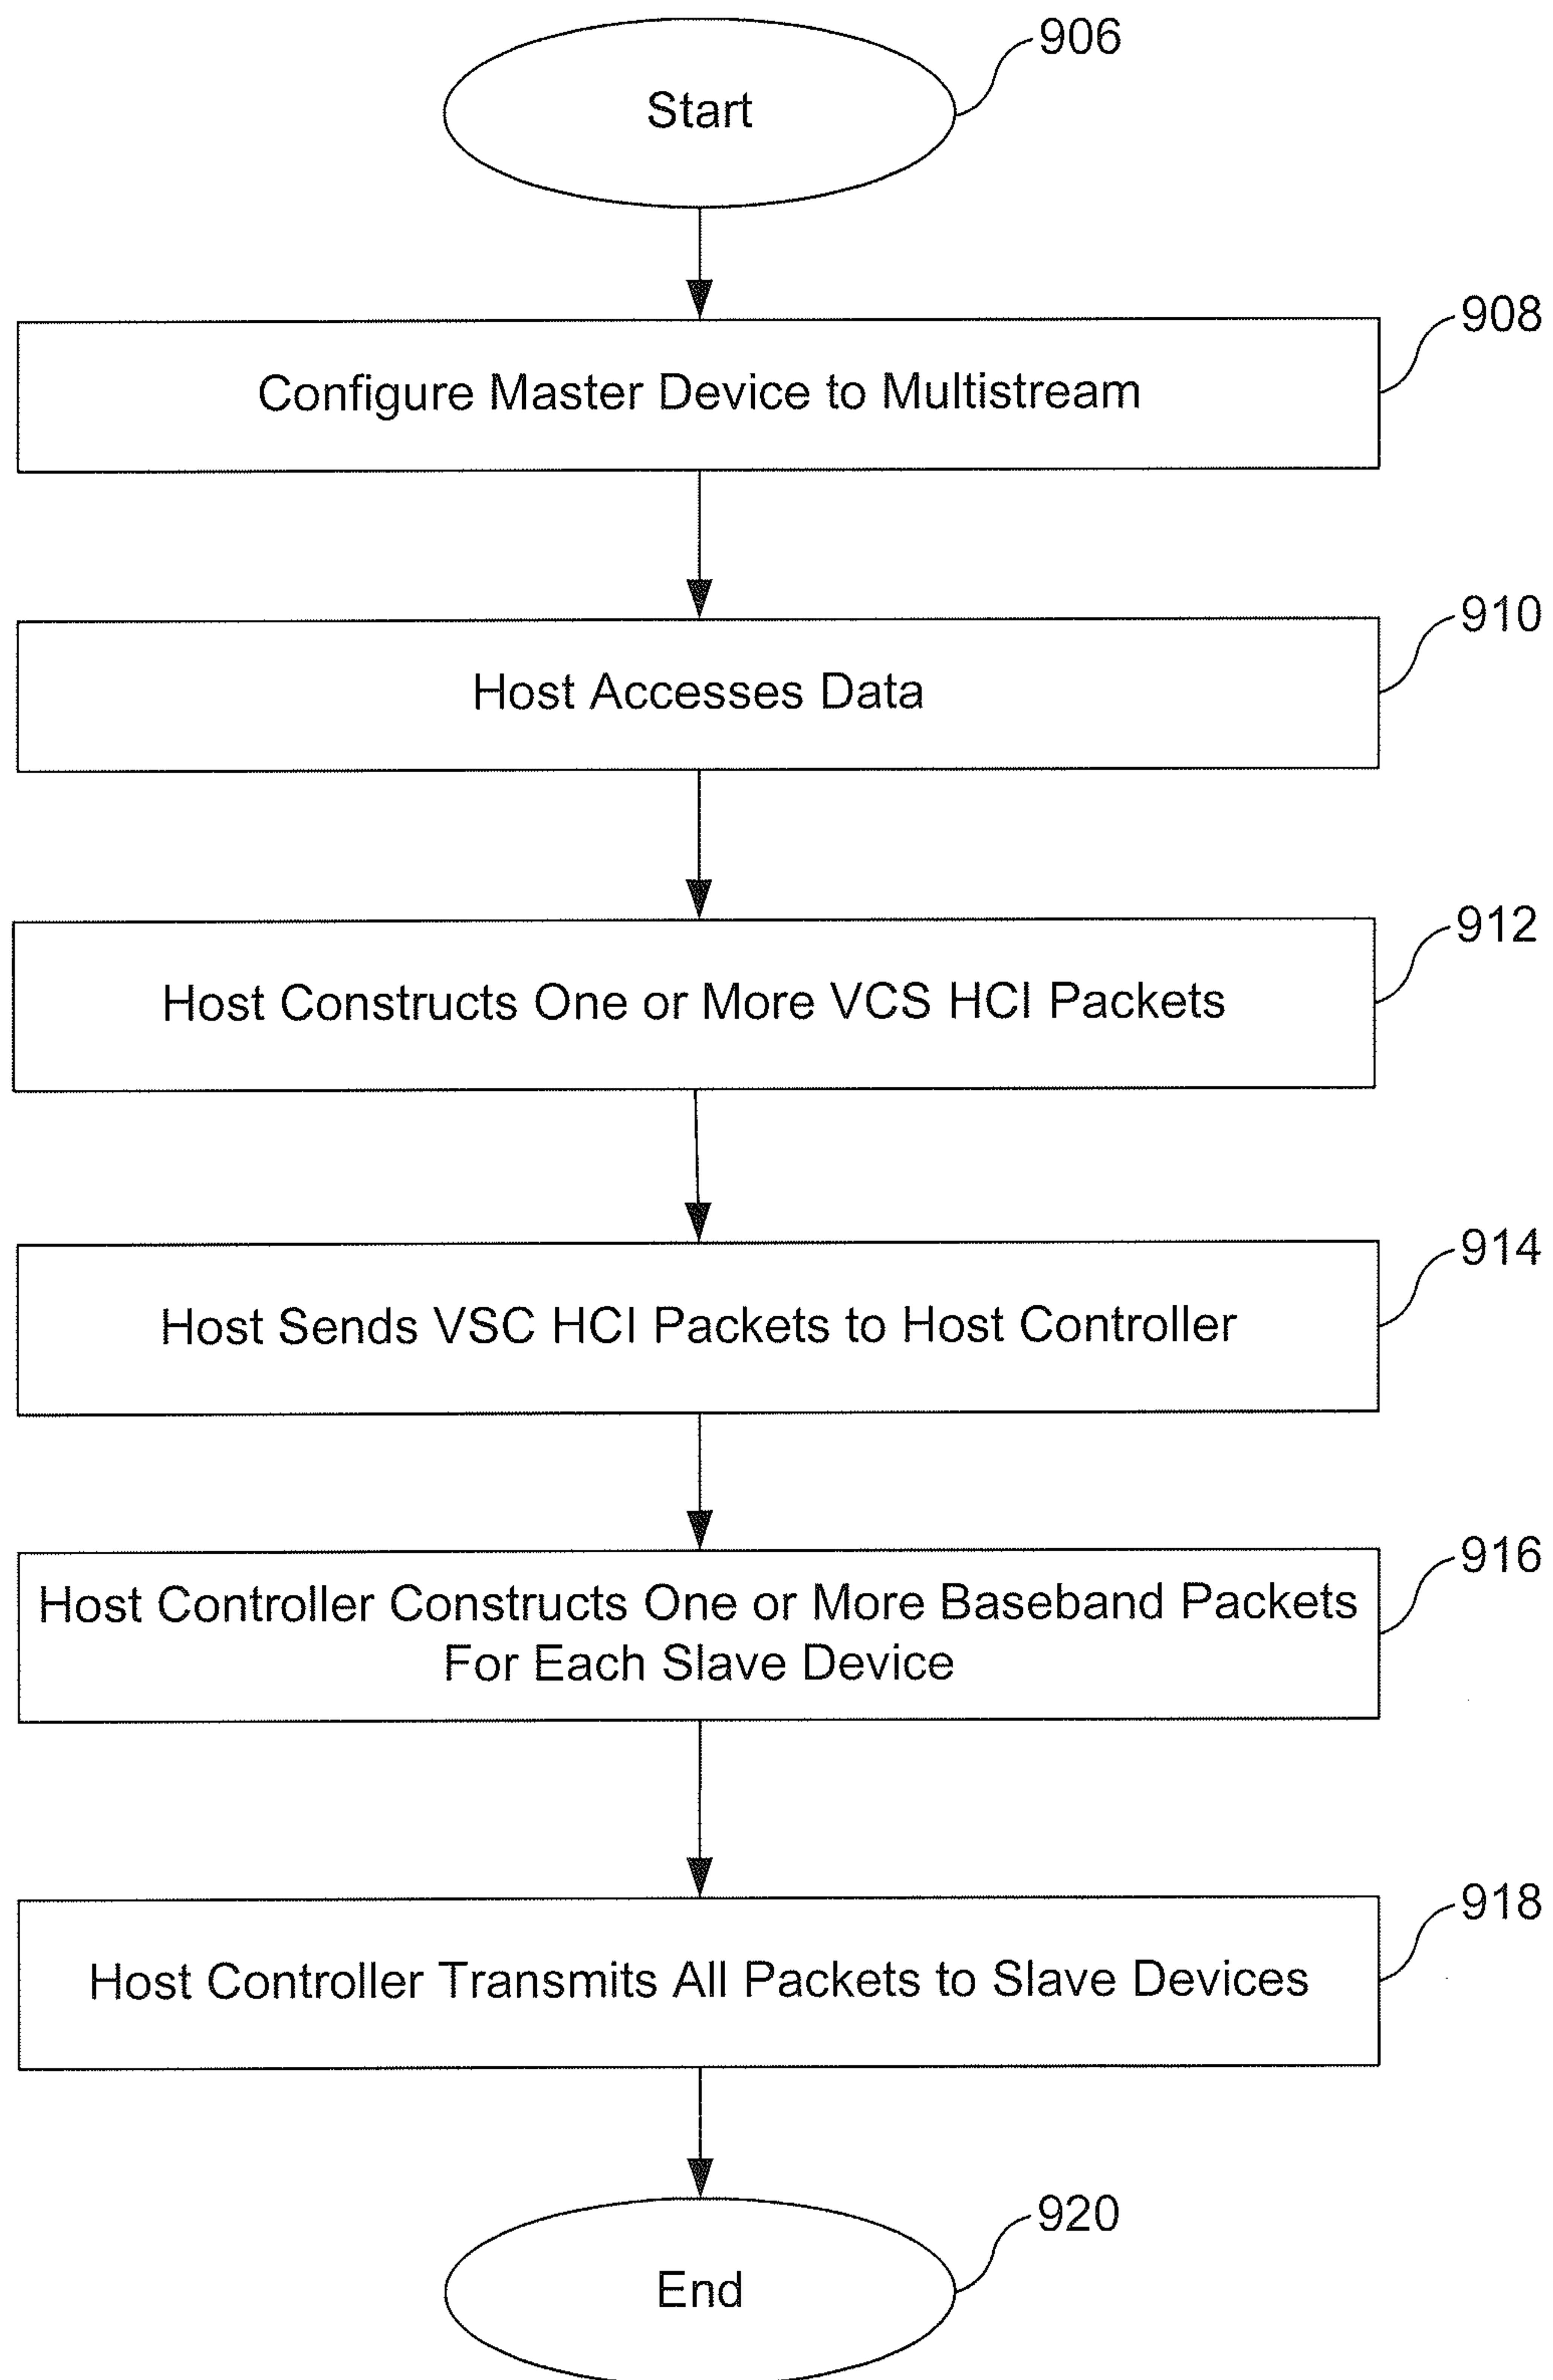 Start
906
Configure Master Device to Multistream
908
Host Accesses Data
910
Host Constructs One or More VCS HCI Packets
912
Host Sends VSC HCI Packets to Host Controller
914
Host Controller Constructs One or More Baseband Packets
For Each Slave Device
916
Host Controller Transmits All Packets to Slave Devices
918
End
920